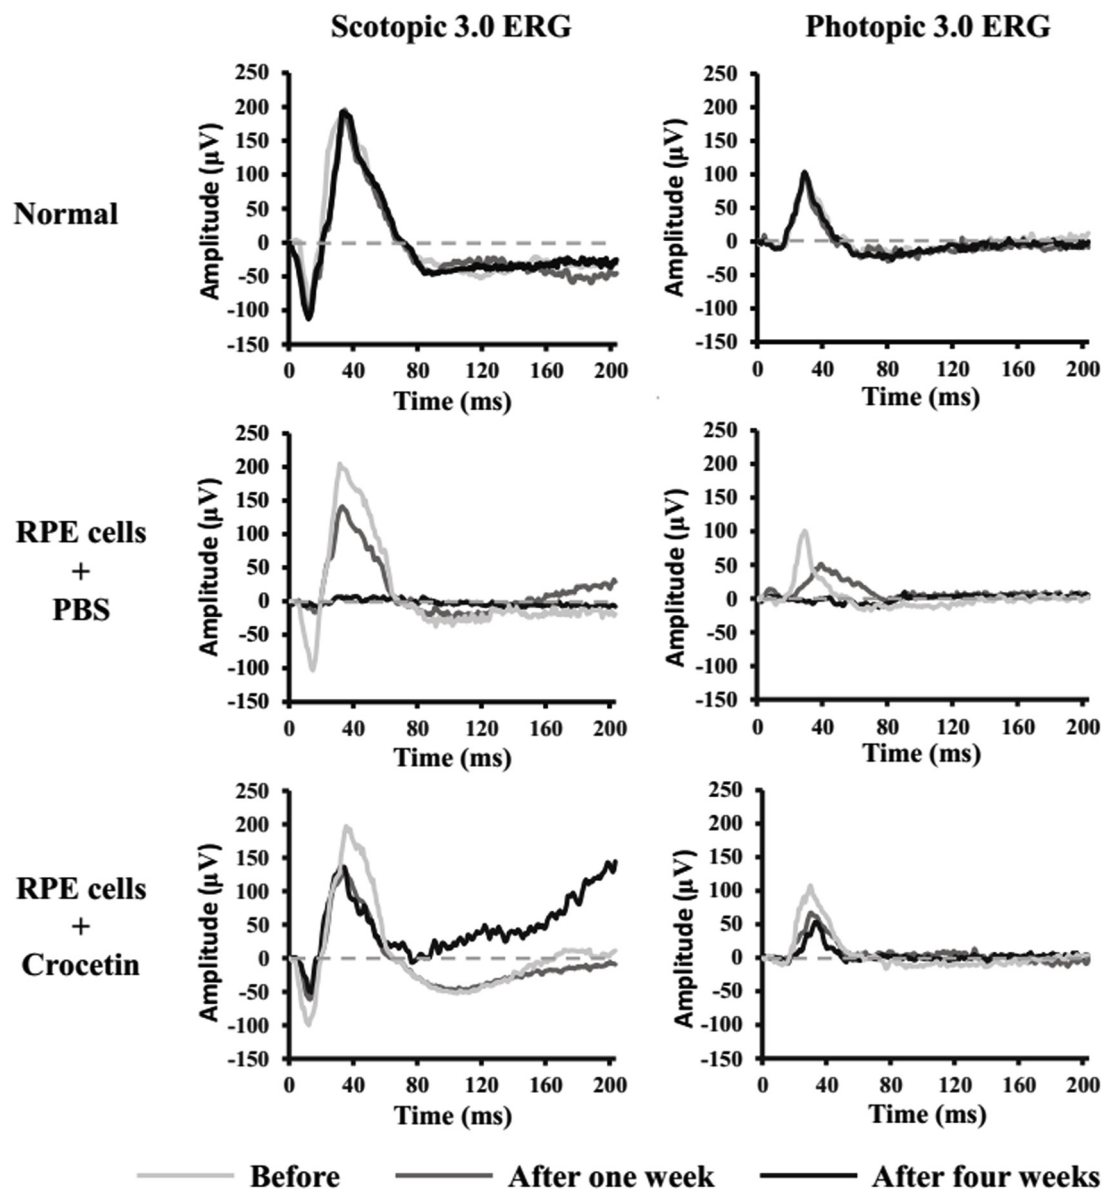 Scotopic 3.0 ERG
Photopic 3.0 ERG
Normal
Amplitude (μV)
250
200
150
100
50
0
-50
-100
-150
0 40 80 120 160 200
Time (ms)
Amplitude (μV)
250
200
150
100
50
0
-50
-100
-150
0 40 80 120 160 200
Time (ms)
RPE cells
+
PBS
Amplitude (μV)
250
200
150
100
50
0
-50
-100
-150
0 40 80 120 160 200
Time (ms)
Amplitude (μV)
250
200
150
100
50
0
-50
-100
-150
0 40 80 120 160 200
Time (ms)
RPE cells
+
Crocetin
Amplitude (μV)
250
200
150
100
50
0
-50
-100
-150
0 40 80 120 160 200
Time (ms)
Amplitude (μV)
250
200
150
100
50
0
-50
-100
-150
0 40 80 120 160 200
Time (ms)
Before
After one week
After four weeks